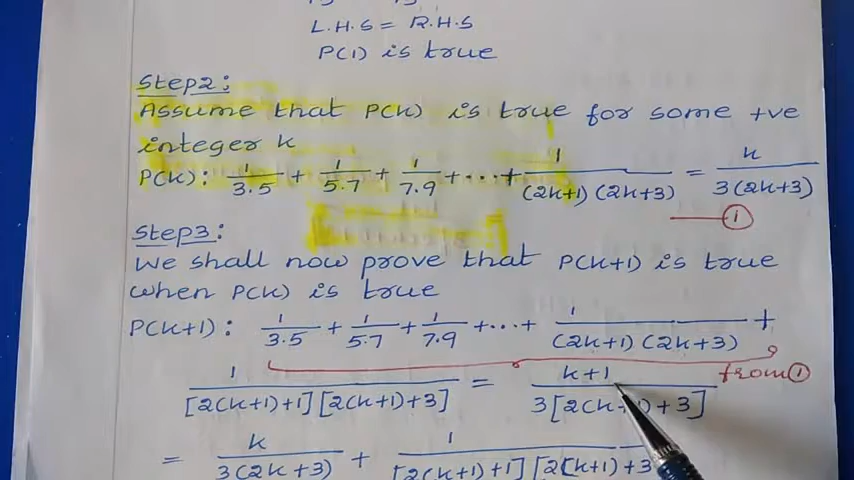 L.H.S = R.H.S
P(1) is true
Step2:
Assume that P(k) is true for some +ve
integer k
P(k): 1/3.5 + 1/5.7 + 1/7.9 + ... + 1/(2k+1)(2k+3) = k/3(2k+3)
①
Step3:
We shall now prove that P(k+1) is true
when P(k) is true
P(k+1): 1/3.5 + 1/5.7 + 1/7.9 + ... + 1/(2k+1)(2k+3) +
from ①
1/[2(k+1)+1][2(k+1)+3] = k+1/3[2(k+1)+3]
= k/3(2k+3) + 1/[2(k+1)+1][2(k+1)+3